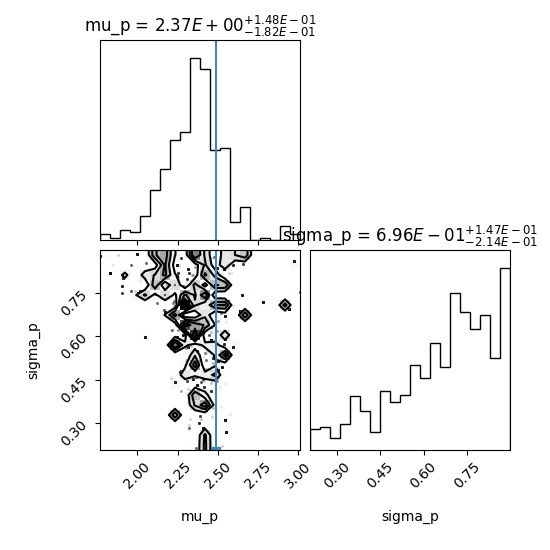 mu_p = 2.37E + 00+1.48E−01 −1.82E−01
sigma_p = 6.96E − 01+1.47E−01 −2.14E−01
0.75
0.60
0.45
0.30
sigma_p
2.00 2.25 2.50 2.75 3.00
0.30 0.45 0.60 0.75
mu_p
sigma_p